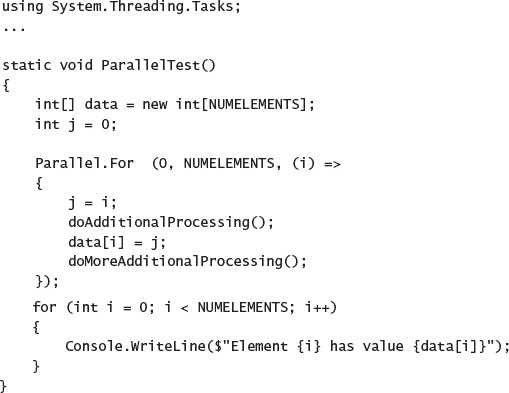 using System.Threading.Tasks;
...
static void ParallelTest()
{
    int[] data = new int[NUMELEMENTS];
    int j = 0;

    Parallel.For  (0, NUMELEMENTS, (i) =>
    {
        j = i;
        doAdditionalProcessing();
        data[i] = j;
        doMoreAdditionalProcessing();
    });
    for (int i = 0; i < NUMELEMENTS; i++)
    {
        Console.WriteLine($"Element {i} has value {data[i]}");
    }
}